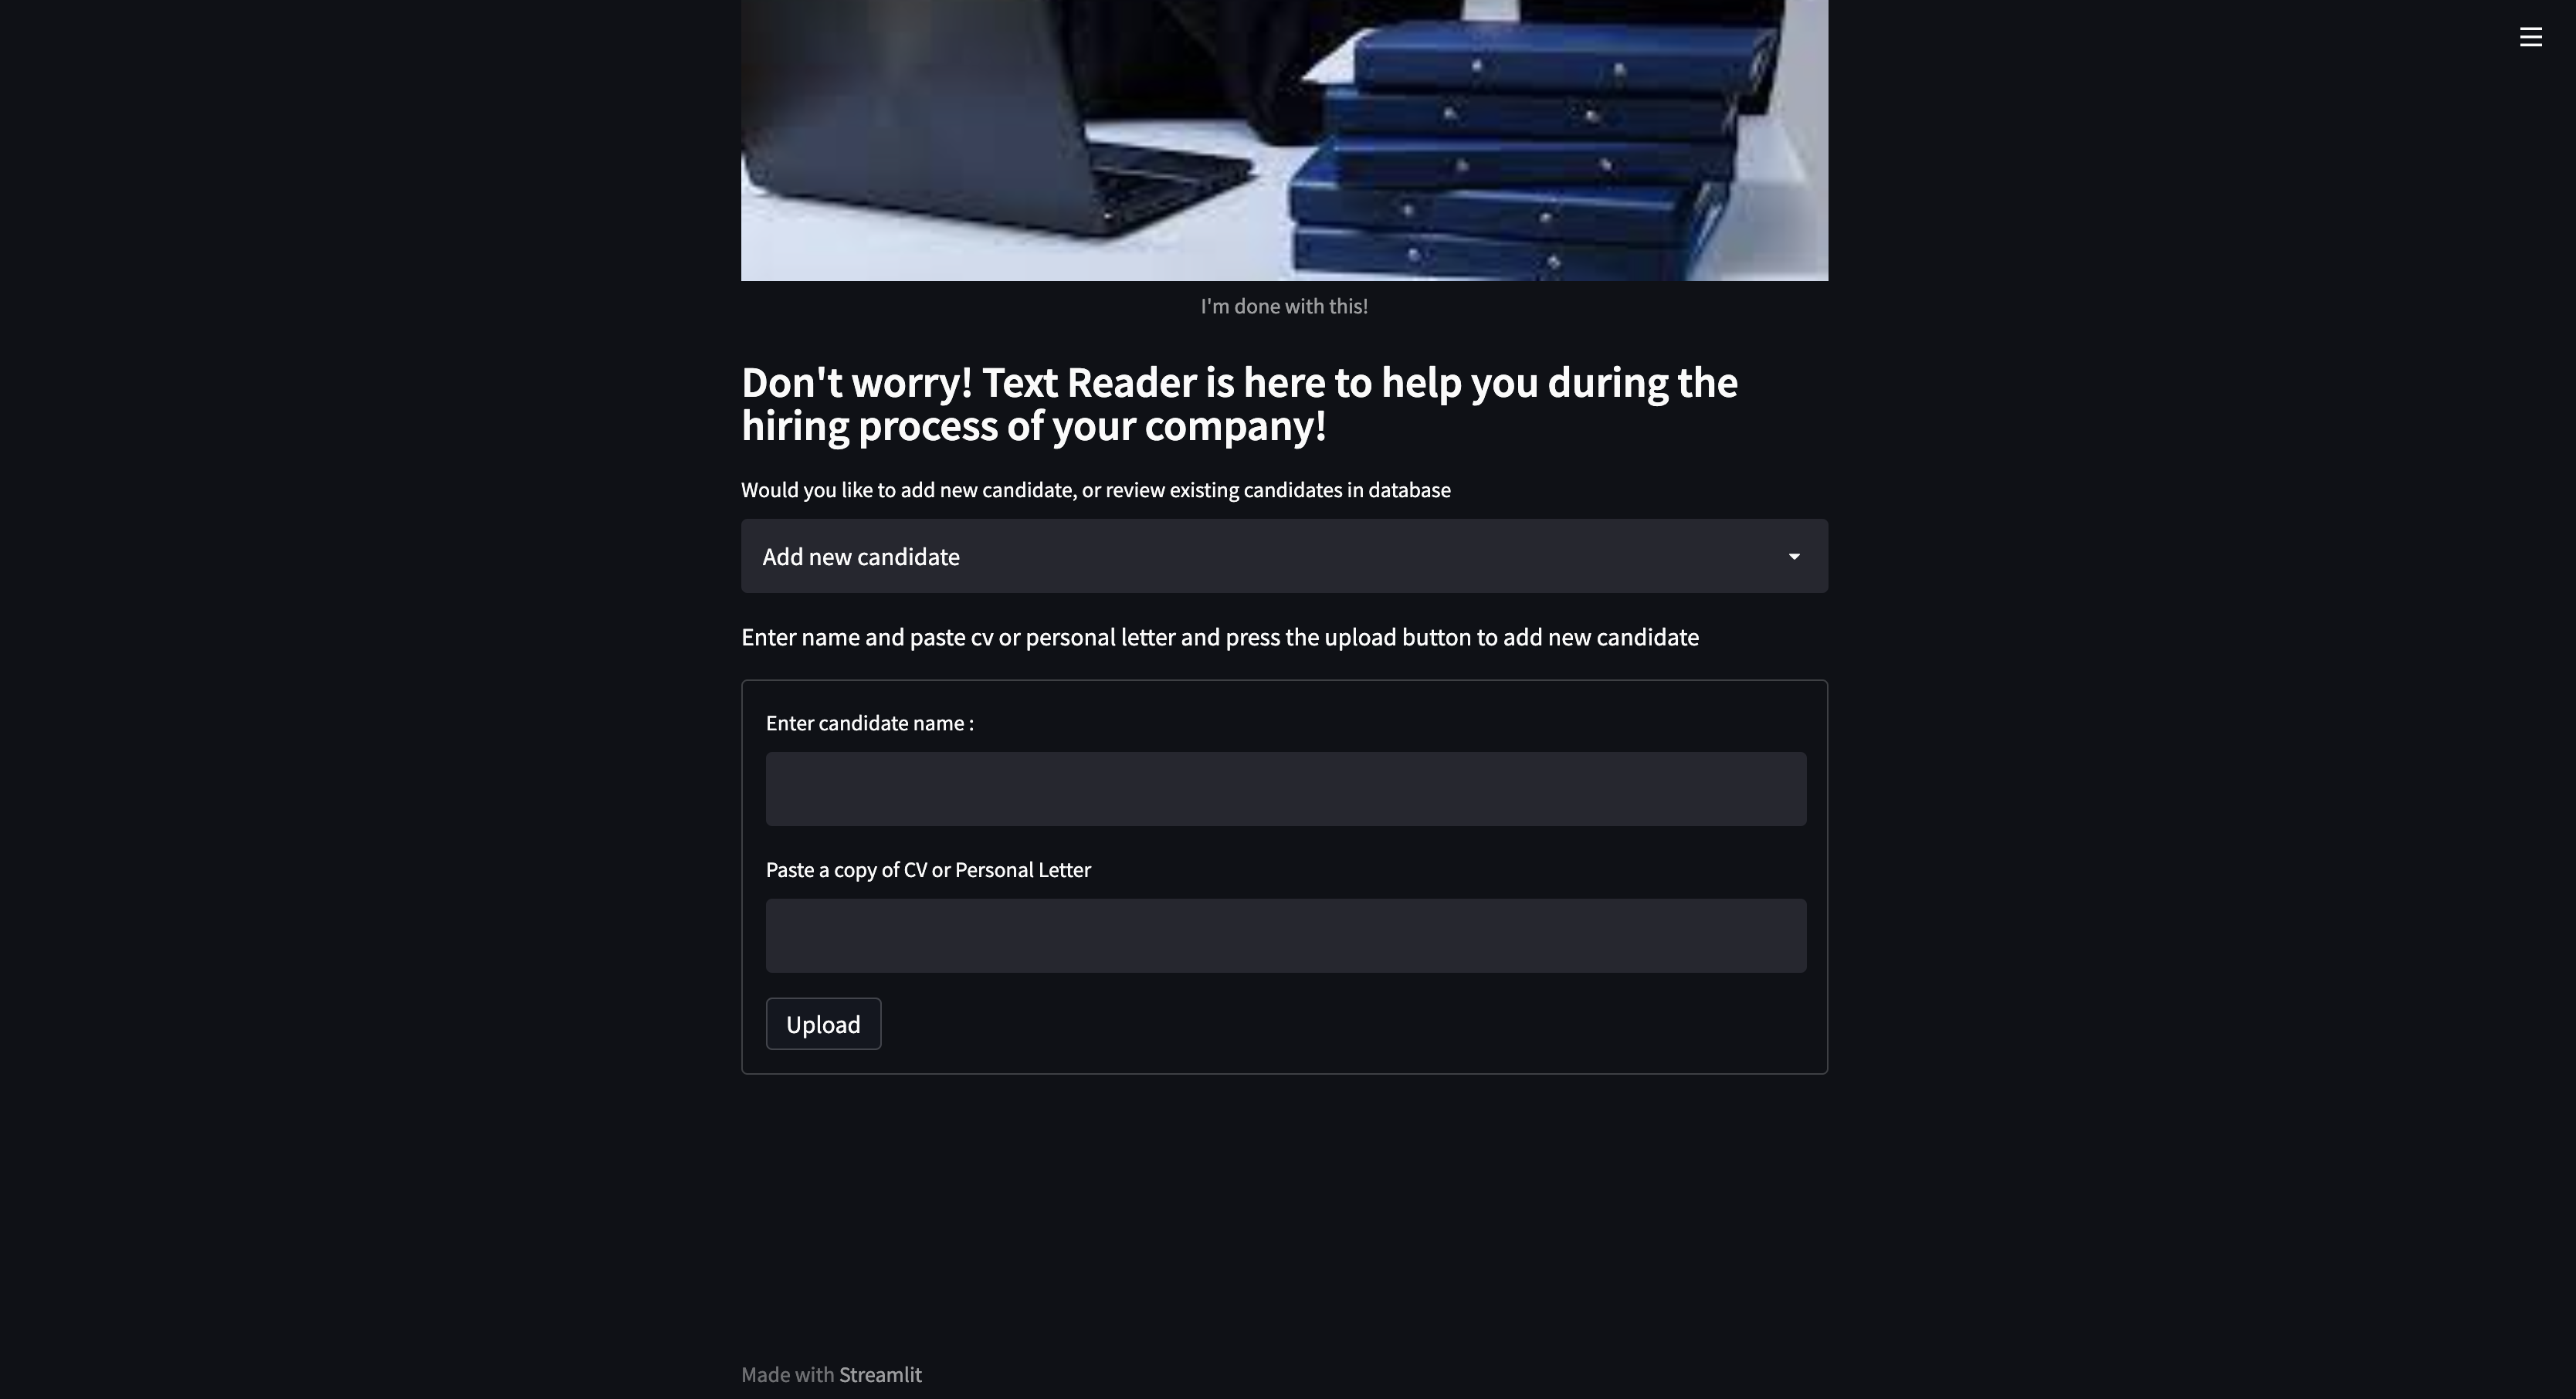 I'm done with this!
Don't worry! Text Reader is here to help you during the
hiring process of your company!
Would you like to add new candidate, or review existing candidates in database
Add new candidate
Enter name and paste cv or personal letter and press the upload button to add new candidate
Enter candidate name :
Paste a copy of CV or Personal Letter
Upload
Made with Streamlit